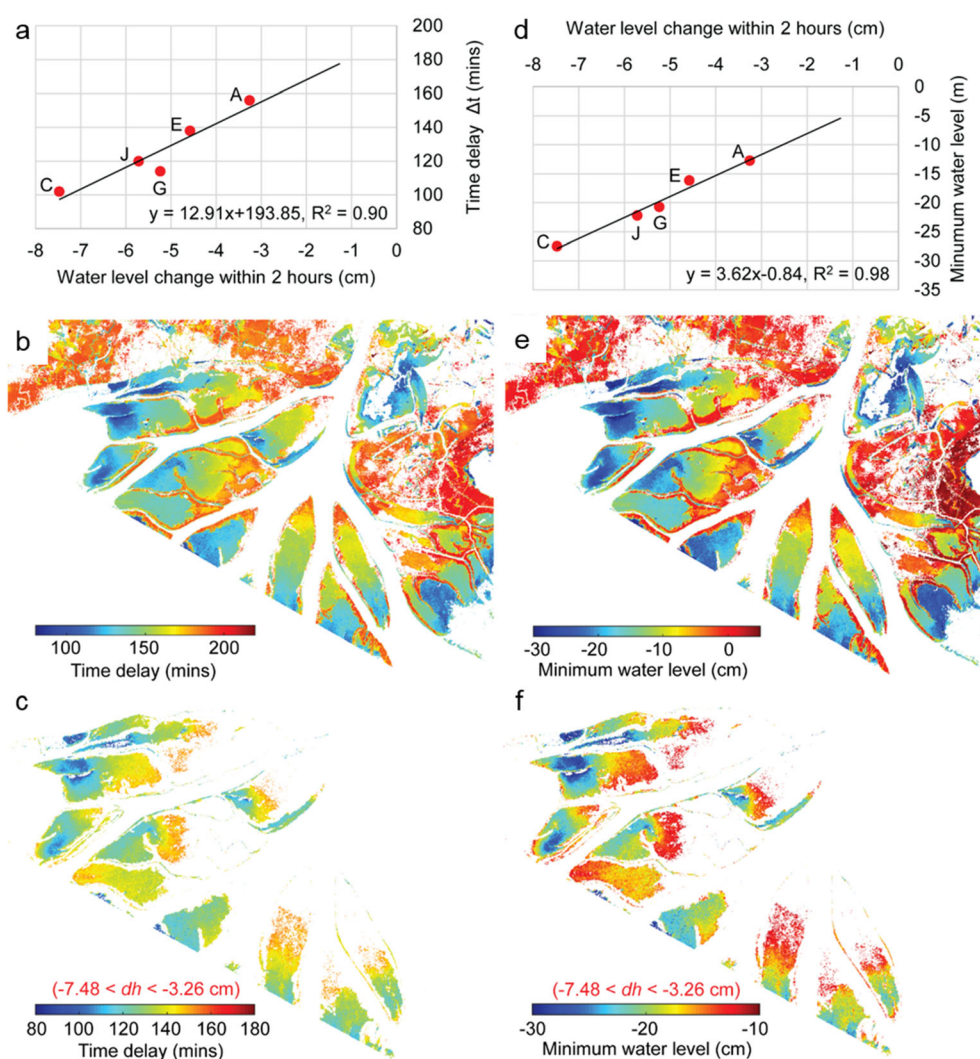 a
200
180
160
140
120
100
80
Time delay Δt (mins)
A
E
J
G
C
y = 12.91x+193.85, R² = 0.90
-8 -7 -6 -5 -4 -3 -2 -1 0
Water level change within 2 hours (cm)
d
Water level change within 2 hours (cm)
-8 -7 -6 -5 -4 -3 -2 -1 0
0
-5
-10
-15
-20
-25
-30
-35
Minumum water level (m)
A
E
G
J
C
y = 3.62x-0.84, R² = 0.98
b
100 150 200
Time delay (mins)
e
-30 -20 -10 0
Minimum water level (cm)
c
(-7.48 < dh < -3.26 cm)
80 100 120 140 160 180
Time delay (mins)
f
(-7.48 < dh < -3.26 cm)
-30 -20 -10
Minimum water level (cm)